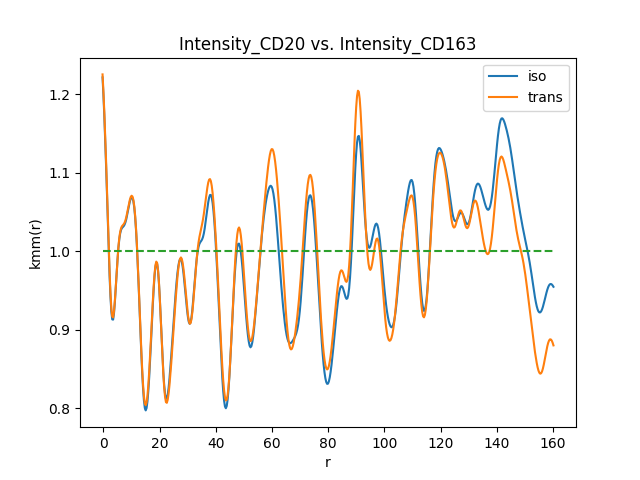 Intensity_CD20 vs. Intensity_CD163
iso
trans
1.2
1.1
1.0
0.9
0.8
kmm(r)
0 20 40 60 80 100 120 140 160
r